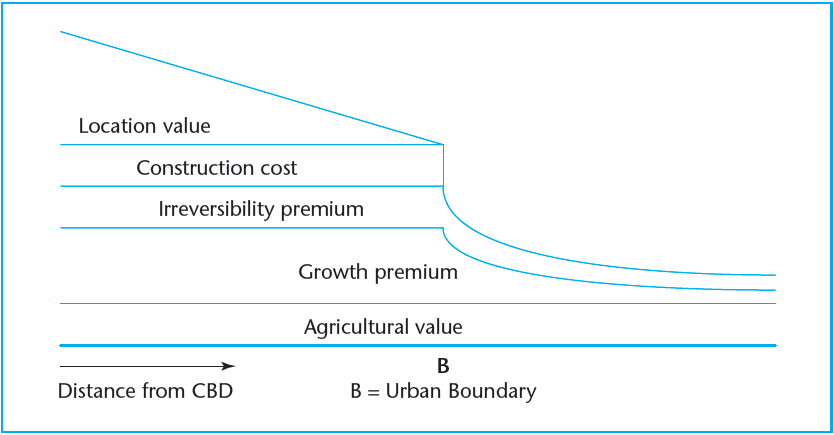 Location value
Construction cost
Irreversibility premium
Growth premium
Agricultural value
B
Distance from CBD
B = Urban Boundary